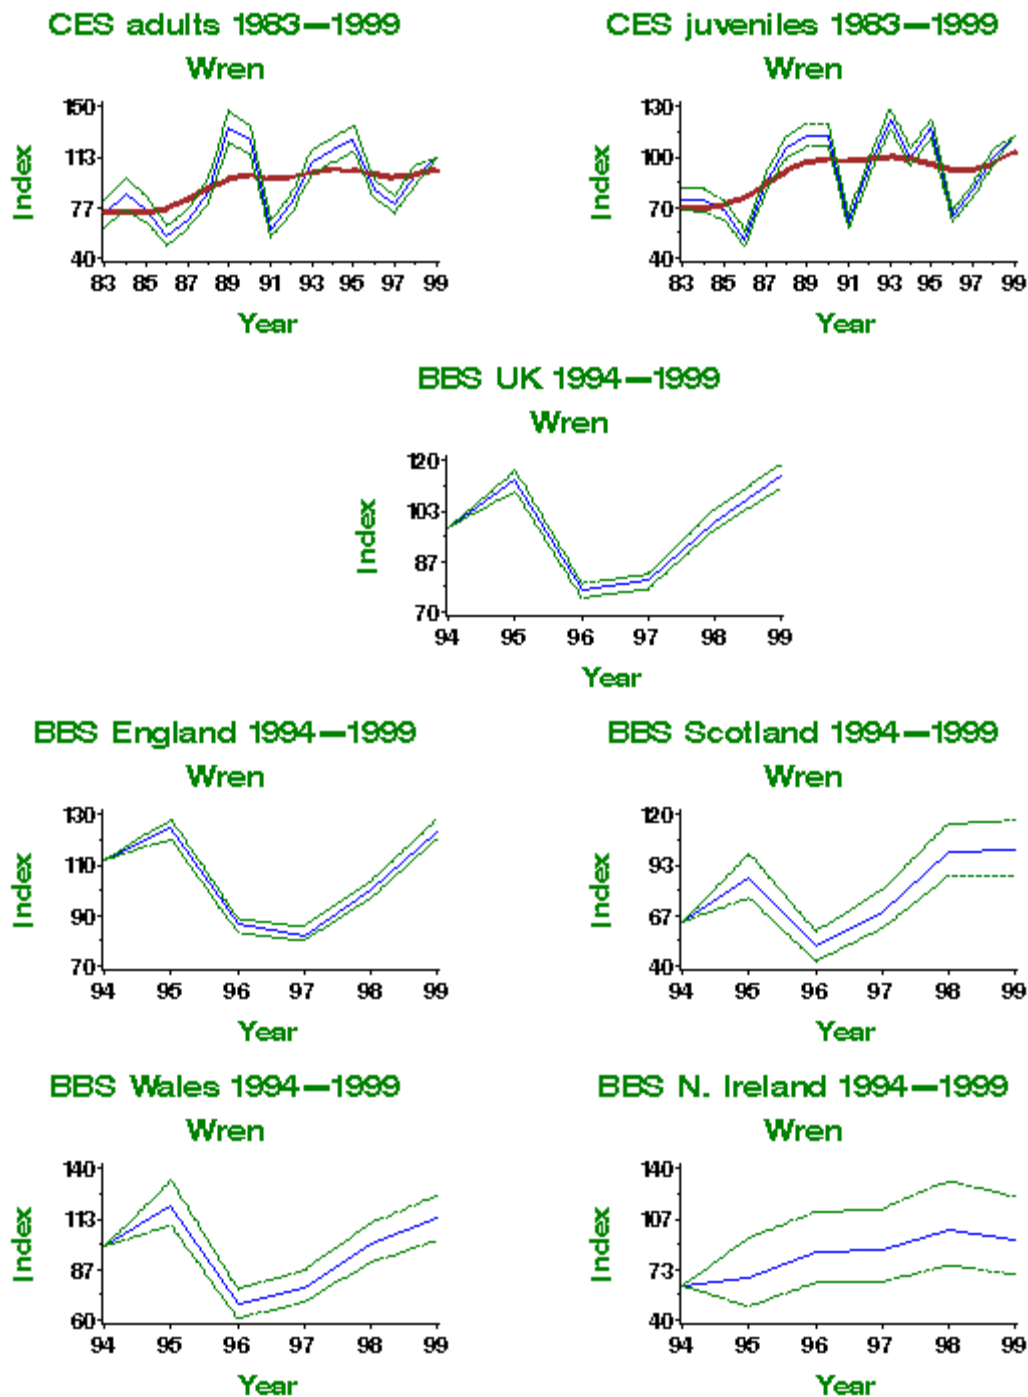 CES adults 1983—1999
Wren
150
113
77
40
Index
83 85 87 89 91 93 95 97 99
Year
CES juveniles 1983—1999
Wren
130
100
70
40
Index
83 85 87 89 91 93 95 97 99
Year
BBS UK 1994—1999
Wren
120
103
87
70
Index
94 95 96 97 98 99
Year
BBS England 1994—1999
Wren
130
110
90
70
Index
94 95 96 97 98 99
Year
BBS Scotland 1994—1999
Wren
120
93
67
40
Index
94 95 96 97 98 99
Year
BBS Wales 1994—1999
Wren
140
113
87
60
Index
94 95 96 97 98 99
Year
BBS N. Ireland 1994—1999
Wren
140
107
73
40
Index
94 95 96 97 98 99
Year